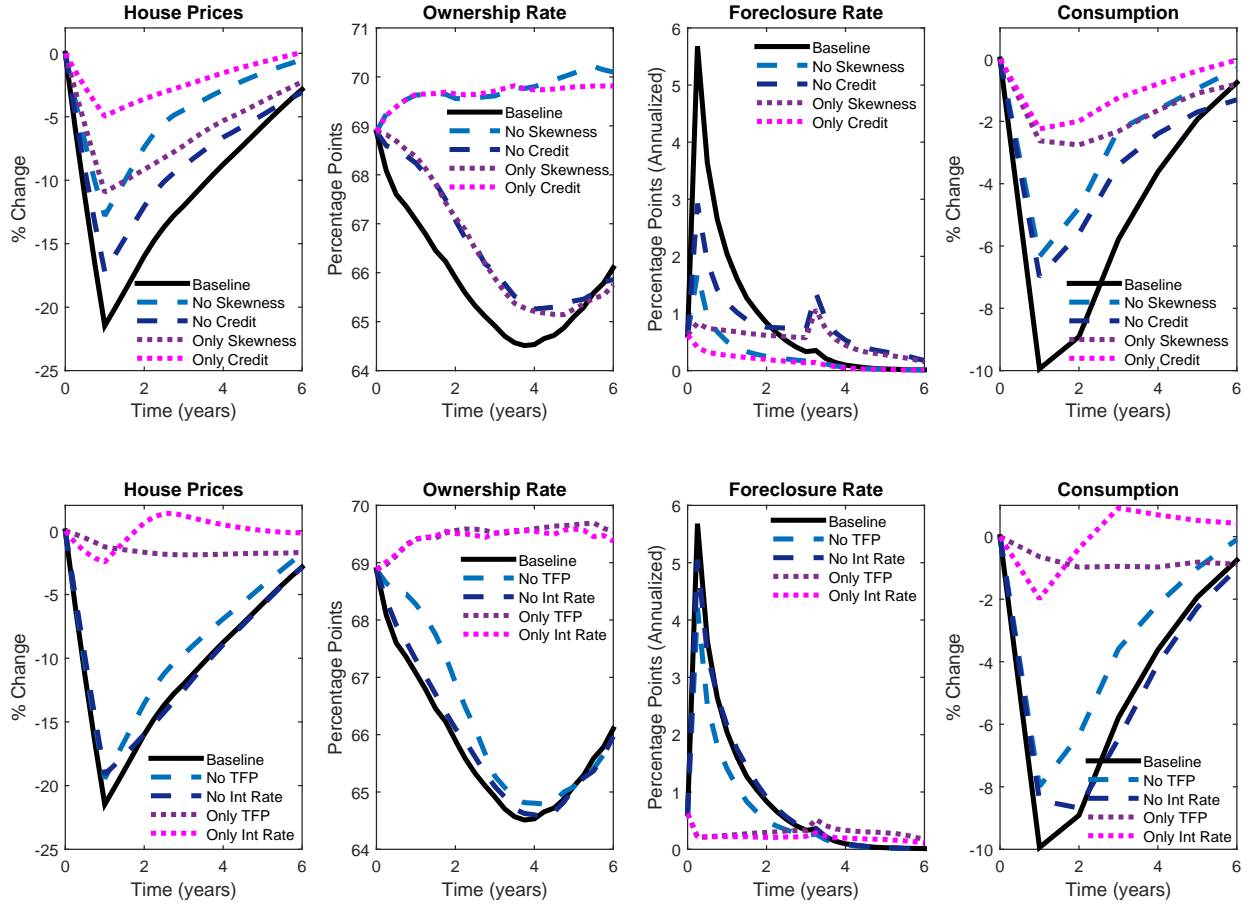 House Prices
% Change
0
-5
-10
-15
-20
-25
0 2 4 6
Time (years)
Baseline
No Skewness
No Credit
Only Skewness
Only Credit
Ownership Rate
Percentage Points
71
70
69
68
67
66
65
64
0 2 4 6
Time (years)
Baseline
No Skewness
No Credit
Only Skewness
Only Credit
Foreclosure Rate
Percentage Points (Annualized)
6
5
4
3
2
1
0
0 2 4 6
Time (years)
Baseline
No Skewness
No Credit
Only Skewness
Only Credit
Consumption
% Change
0
-2
-4
-6
-8
-10
0 2 4 6
Time (years)
Baseline
No Skewness
No Credit
Only Skewness
Only Credit
House Prices
% Change
0
-5
-10
-15
-20
-25
0 2 4 6
Time (years)
Baseline
No TFP
No Int Rate
Only TFP
Only Int Rate
Ownership Rate
Percentage Points
70
69
68
67
66
65
64
0 2 4 6
Time (years)
Baseline
No TFP
No Int Rate
Only TFP
Only Int Rate
Foreclosure Rate
Percentage Points (Annualized)
6
5
4
3
2
1
0
0 2 4 6
Time (years)
Baseline
No TFP
No Int Rate
Only TFP
Only Int Rate
Consumption
% Change
0
-2
-4
-6
-8
-10
0 2 4 6
Time (years)
Baseline
No TFP
No Int Rate
Only TFP
Only Int Rate